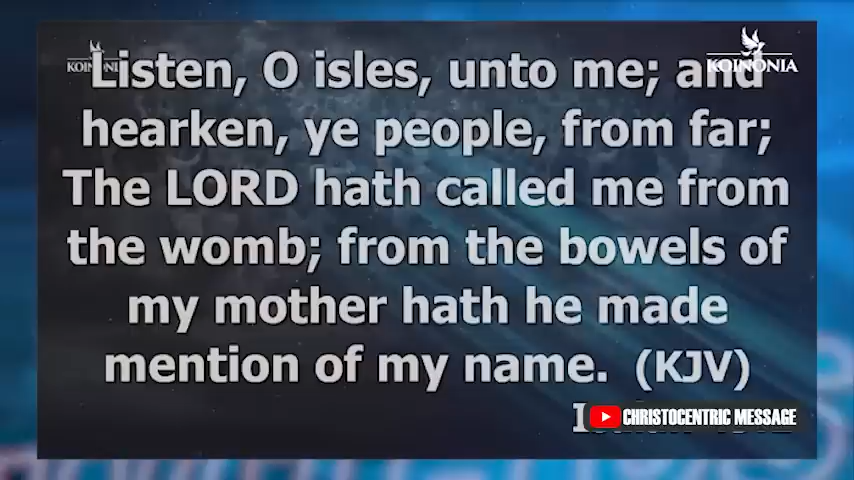 Listen, O isles, unto me; and
hearken, ye people, from far;
The LORD hath called me from
the womb; from the bowels of
my mother hath he made
mention of my name. (KJV)
KOINONIA
CHRISTOCENTRIC MESSAGE